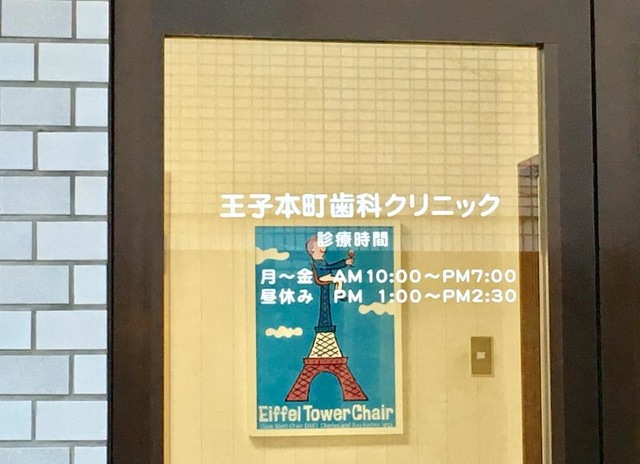 王子本町歯科クリニック
診療時間
月～金 AM10:00～PM7:00
昼休み PM 1:00～PM2:30
Eiffel Tower Chair